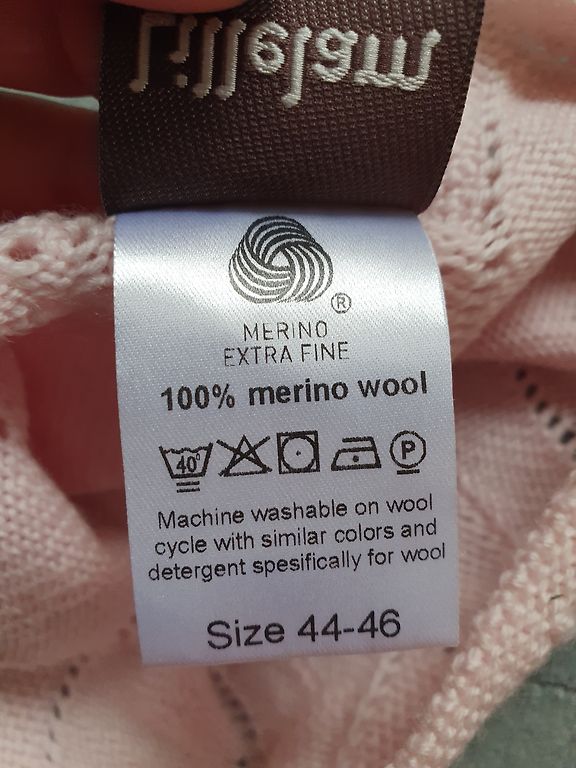 Lillelam
®
MERINO
EXTRA FINE
100% merino wool
40° P
Machine washable on wool
cycle with similar colors and
detergent spesifically for wool
Size 44-46